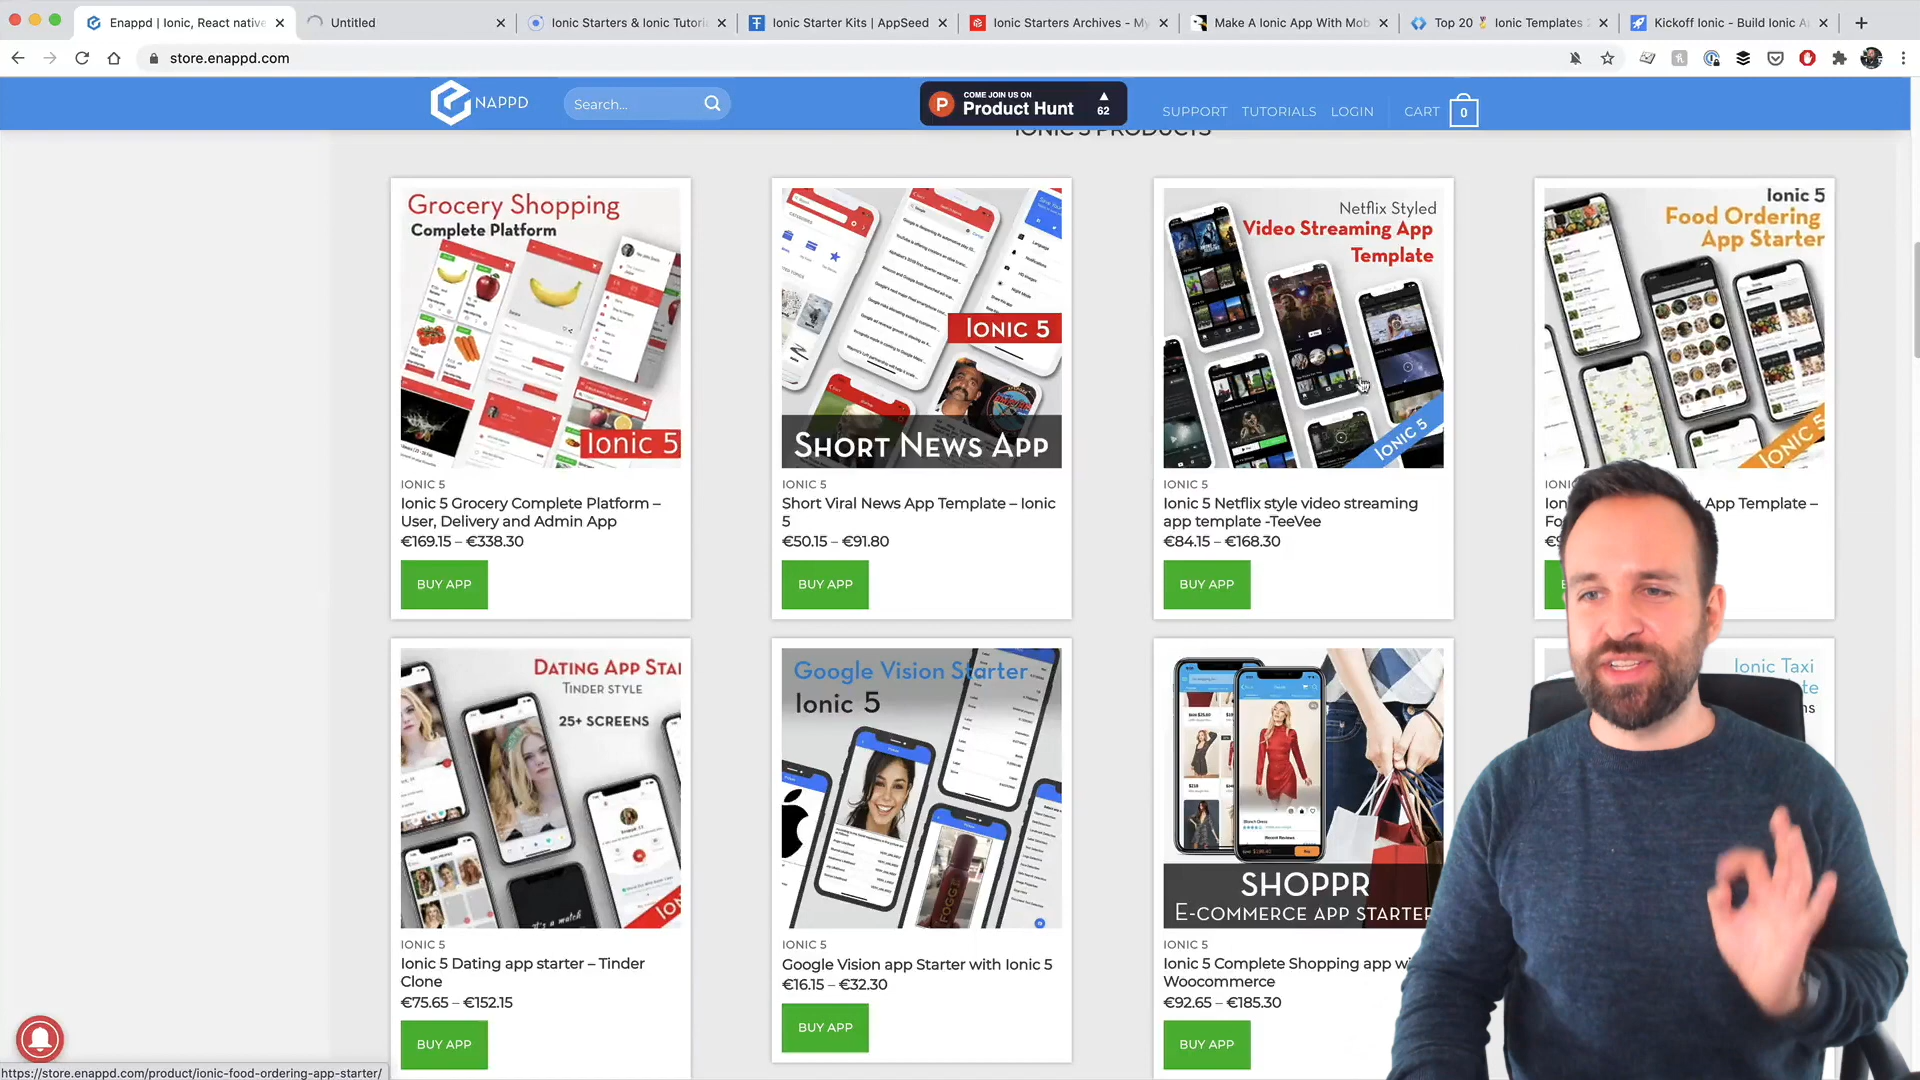 Enappd | Ionic, React native
Untitled
Ionic Starters & Ionic Tutori
Ionic Starter Kits | AppSeed
Ionic Starters Archives - My
Make A Ionic App With Mob
Top 20 🏅 Ionic Templates
Kickoff Ionic - Build Ionic A
store.enappd.com
NAPPD
Search...
COME JOIN US ON
Product Hunt
62
SUPPORT
TUTORIALS
LOGIN
CART
0
IONIC 5 PRODUCTS
Grocery Shopping
Complete Platform
Ionic 5
IONIC 5
Ionic 5 Grocery Complete Platform –
User, Delivery and Admin App
€169.15 – €338.30
BUY APP
IONIC 5
SHORT NEWS APP
IONIC 5
Short Viral News App Template – Ionic
5
€50.15 – €91.80
BUY APP
Netflix Styled
Video Streaming App
Template
IONIC 5
IONIC 5
Ionic 5 Netflix style video streaming
app template -TeeVee
€84.15 – €168.30
BUY APP
Ionic 5
Food Ordering
App Starter
IONIC 5
App Template –
DATING APP STAR
TINDER STYLE
25+ SCREENS
it's a match
IONIC 5
Ionic 5 Dating app starter – Tinder
Clone
€75.65 – €152.15
BUY APP
Google Vision Starter
Ionic 5
FOGG
IONIC 5
Google Vision app Starter with Ionic 5
€16.15 – €32.30
BUY APP
SHOPPR
E-COMMERCE APP STARTER
IONIC 5
Ionic 5 Complete Shopping app wi
Woocommerce
€92.65 – €185.30
BUY APP
Ionic Taxi
https://store.enappd.com/product/ionic-food-ordering-app-starter/